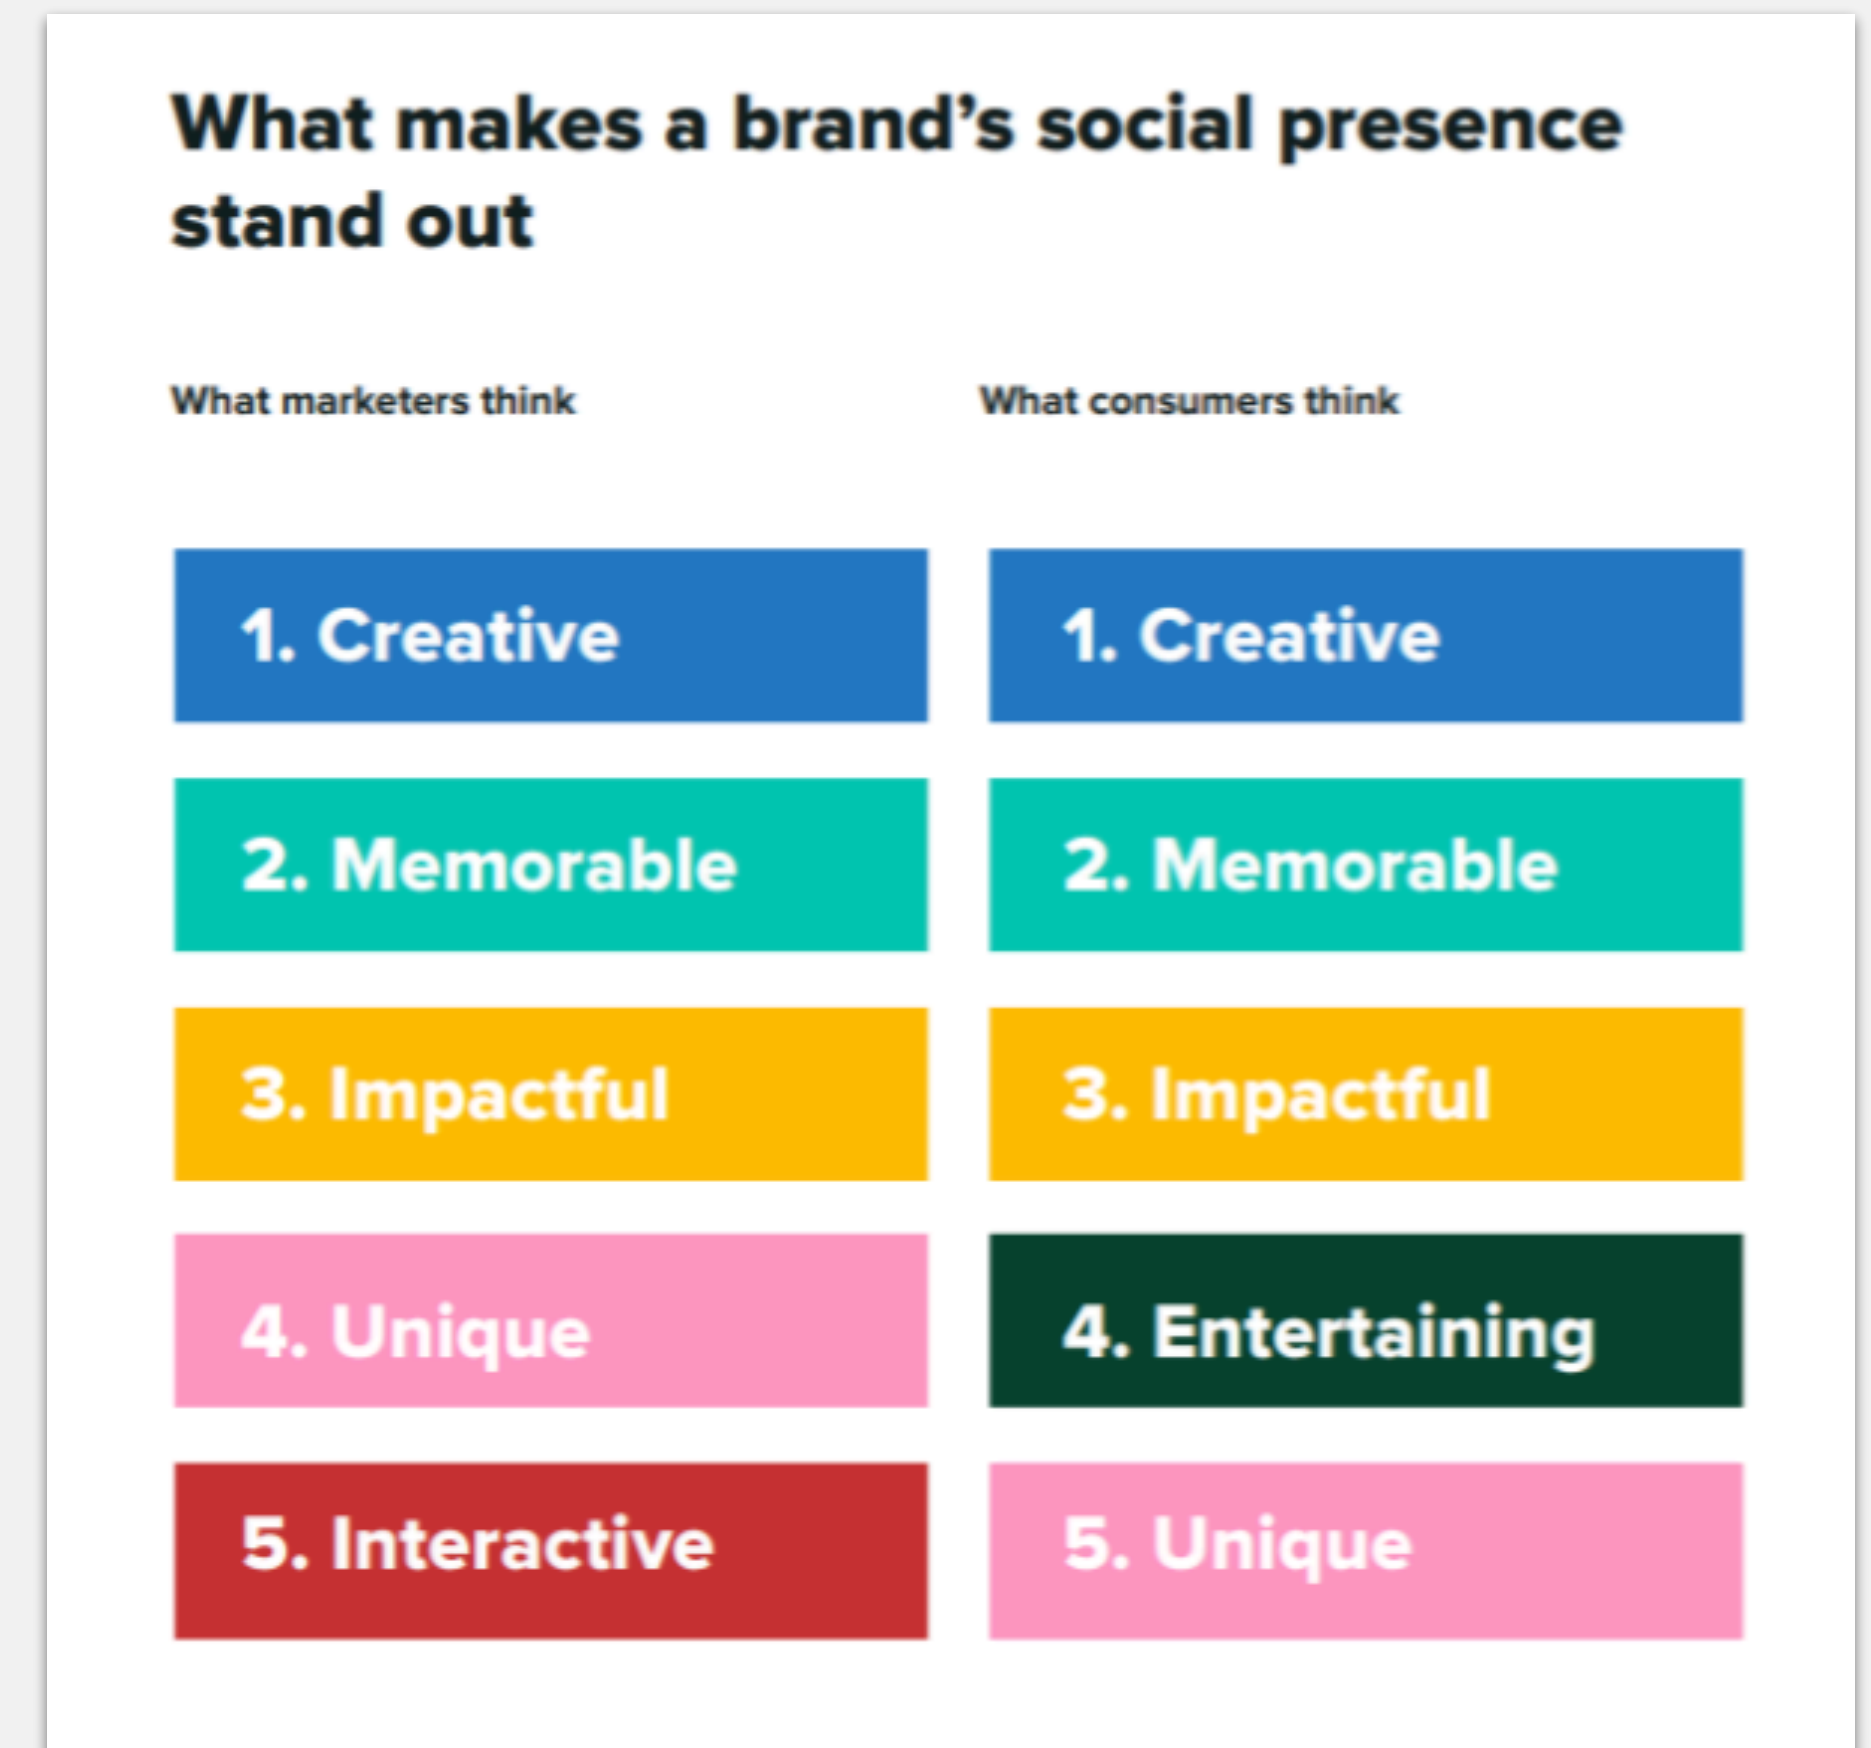 What makes a brand’s social presence
stand out
What marketers think
What consumers think
1. Creative
1. Creative
2. Memorable
2. Memorable
3. Impactful
3. Impactful
4. Unique
4. Entertaining
5. Interactive
5. Unique